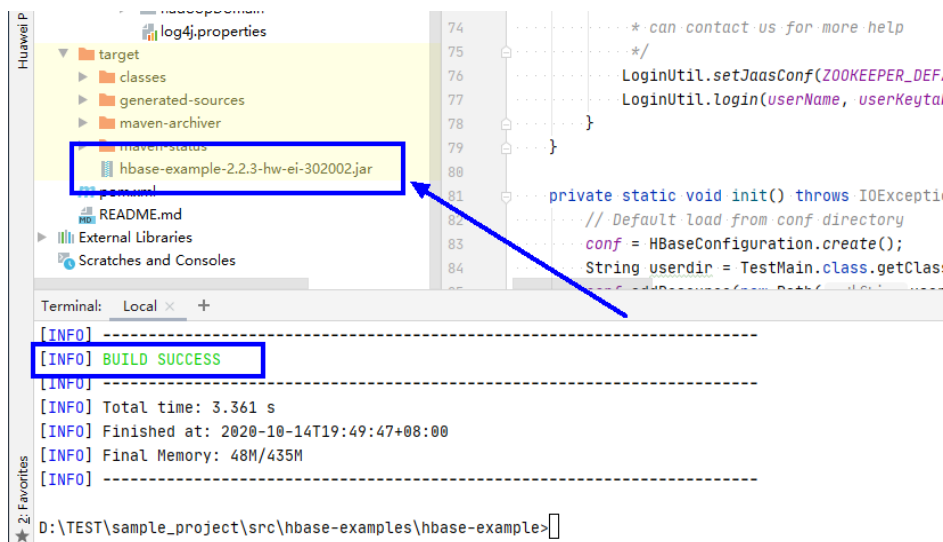 Huawei P
log4j.properties
target
classes
generated-sources
maven-archiver
maven-status
hbase-example-2.2.3-hw-ei-302002.jar
pom.xml
README.md
External Libraries
Scratches and Consoles
74 * can contact us for more help
75 */
76 LoginUtil.setJaasConf(ZOOKEEPER_DEF
77 LoginUtil.login(userName, userKeytab
78 }
79 }
80
81 private static void init() throws IOExceptio
82 // Default load from conf directory
83 conf = HBaseConfiguration.create();
84 String userdir = TestMain.class.getClas
Terminal: Local × +
[INFO] ------------------------------------------------------------------------
[INFO] BUILD SUCCESS
[INFO] ------------------------------------------------------------------------
[INFO] Total time: 3.361 s
[INFO] Finished at: 2020-10-14T19:49:47+08:00
[INFO] Final Memory: 48M/435M
[INFO] ------------------------------------------------------------------------
D:\TEST\sample_project\src\hbase-examples\hbase-example>
2: Favorites